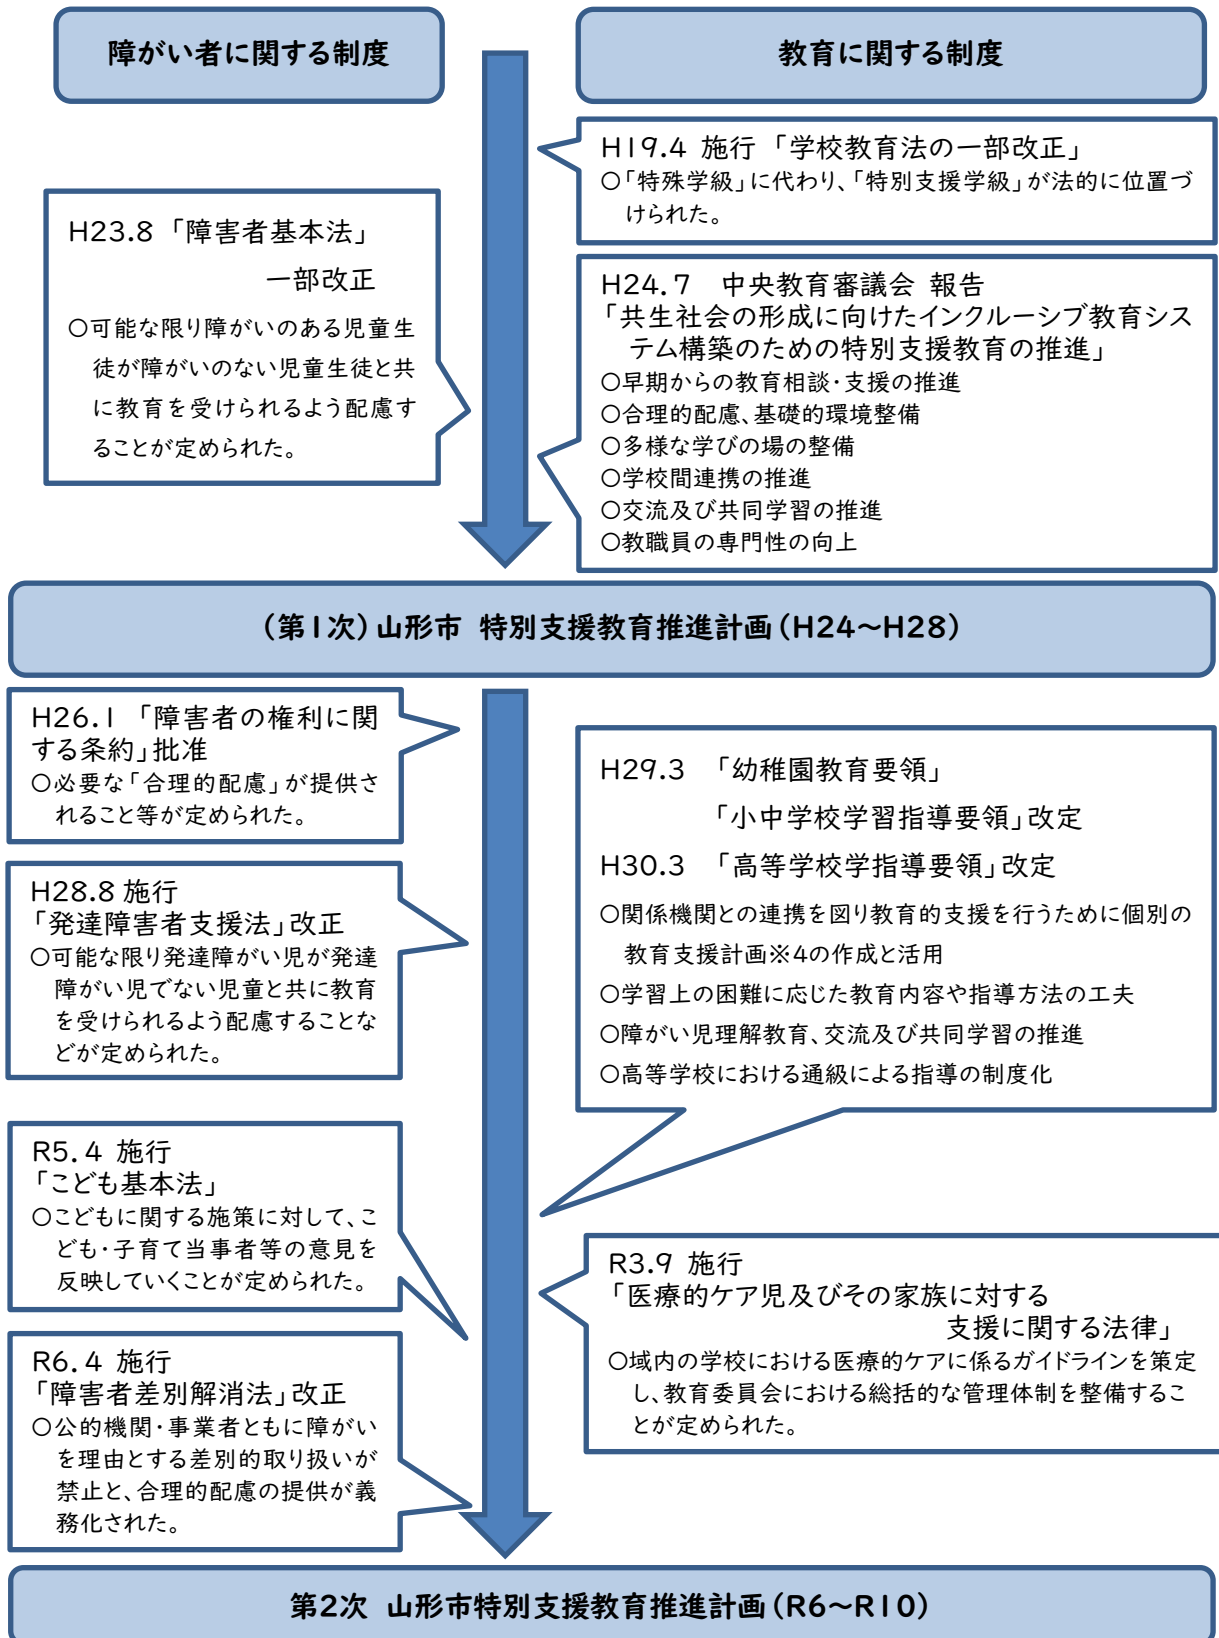 障がい者に関する制度
教育に関する制度
H19.4 施行 「学校教育法の一部改正」
○「特殊学級」に代わり、「特別支援学級」が法的に位置づ
けられた。
H23.8 「障害者基本法」
一部改正
○可能な限り障がいのある児童生
徒が障がいのない児童生徒と共
に教育を受けられるよう配慮す
ることが定められた。
H24.7　中央教育審議会 報告
「共生社会の形成に向けたインクルーシブ教育シス
テム構築のための特別支援教育の推進」
○早期からの教育相談・支援の推進
○合理的配慮、基礎的環境整備
○多様な学びの場の整備
○学校間連携の推進
○交流及び共同学習の推進
○教職員の専門性の向上
(第1次)山形市 特別支援教育推進計画(H24~H28)
H26.1 「障害者の権利に関
する条約」批准
○必要な「合理的配慮」が提供さ
れること等が定められた。
H28.8 施行
「発達障害者支援法」改正
○可能な限り発達障がい児が発達
障がい児でない児童と共に教育
を受けられるよう配慮することな
どが定められた。
H29.3 「幼稚園教育要領」
「小中学校学習指導要領」改定
H30.3 「高等学校学指導要領」改定
○関係機関との連携を図り教育的支援を行うために個別の
教育支援計画※4の作成と活用
○学習上の困難に応じた教育内容や指導方法の工夫
○障がい児理解教育、交流及び共同学習の推進
○高等学校における通級による指導の制度化
R5.4 施行
「こども基本法」
○こどもに関する施策に対して、こ
ども・子育て当事者等の意見を
反映していくことが定められた。
R3.9 施行
「医療的ケア児及びその家族に対する
支援に関する法律」
○域内の学校における医療的ケアに係るガイドラインを策定
し、教育委員会における総括的な管理体制を整備するこ
とが定められた。
R6.4 施行
「障害者差別解消法」改正
○公的機関・事業者ともに障がい
を理由とする差別的取り扱いが
禁止と、合理的配慮の提供が義
務化された。
第2次 山形市特別支援教育推進計画(R6~R10)